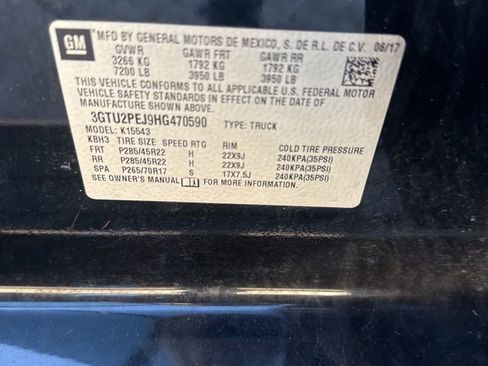 GM
MFD BY GENERAL MOTORS DE MEXICO, S. DE R.L. DE C.V. 06/17
GVWR GAWR FRT GAWR RR
3266 KG 1792 KG 1792 KG
7200 LB 3950 LB 3950 LB
THIS VEHICLE CONFORMS TO ALL APPLICABLE U.S. FEDERAL MOTOR
VEHICLE SAFETY, BUMPER, AND THEFT PREVENTION STANDARDS
IN EFFECT ON THE DATE OF MANUFACTURE SHOWN ABOVE.
3GTU2PEJ9HG470590 TYPE: TRUCK
MODEL: K15543
KBH3 TIRE SIZE SPEED RTG RIM COLD TIRE PRESSURE
FRT P285/45R22 H 22X9J 240KPA(35PSI)
RR P285/45R22 H 22X9J 240KPA(35PSI)
SPA P265/70R17 S 17X7.5J 240KPA(35PSI)
SEE OWNER'S MANUAL FOR MORE INFORMATION.